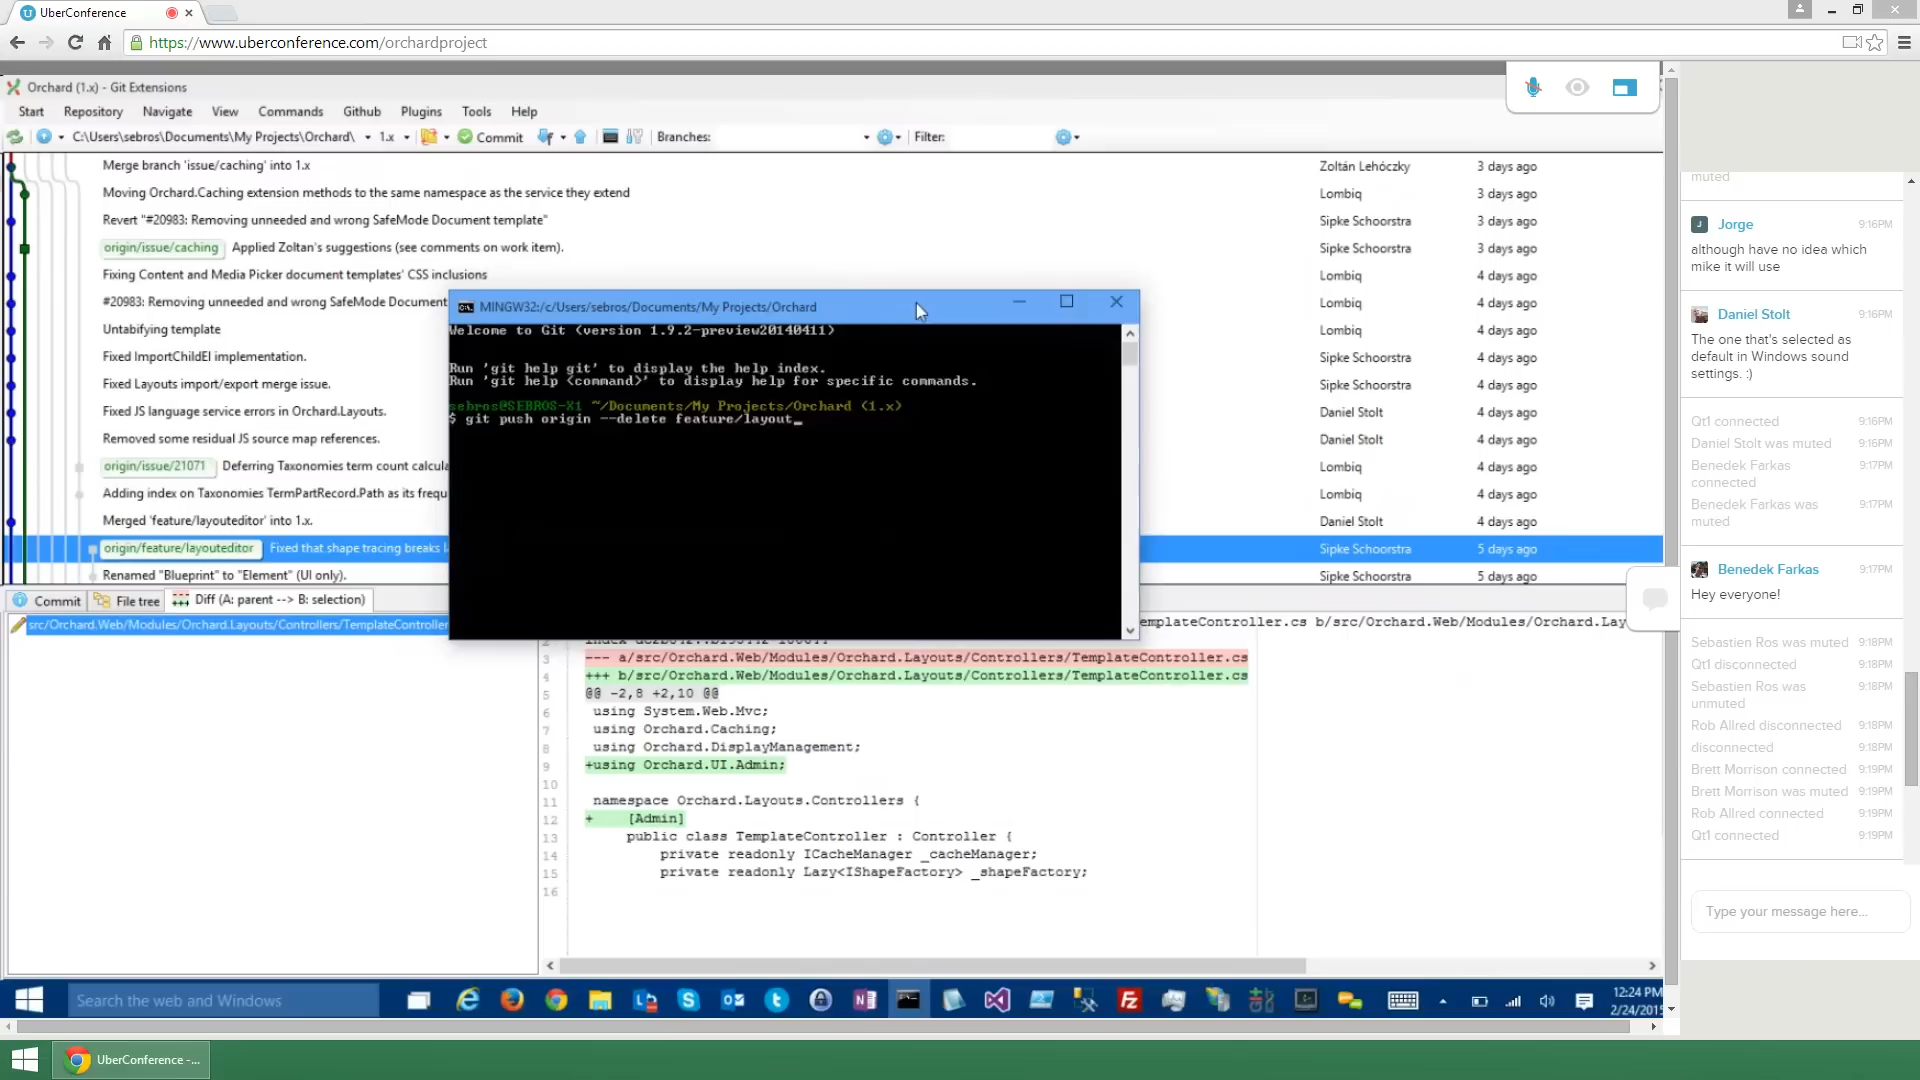 UberConference
https://www.uberconference.com/orchardproject
Orchard (1.x) - Git Extensions
Start Repository Navigate View Commands Github Plugins Tools Help
C:\Users\sebros\Documents\My Projects\Orchard\ 1.x Commit Branches: Filter:
Merge branch 'issue/caching' into 1.x Zoltán Lehóczky 3 days ago
Moving Orchard.Caching extension methods to the same namespace as the service they extend Lombiq 3 days ago
Revert "#20983: Removing unneeded and wrong SafeMode Document template" Sipke Schoorstra 3 days ago
origin/issue/caching Applied Zoltan's suggestions (see comments on work item). Sipke Schoorstra 3 days ago
Fixing Content and Media Picker document templates' CSS inclusions Lombiq 4 days ago
#20983: Removing unneeded and wrong SafeMode Document Lombiq 4 days ago
Untabifying template Lombiq 4 days ago
Fixed ImportChildEl implementation. Sipke Schoorstra 4 days ago
Fixed Layouts import/export merge issue. Sipke Schoorstra 4 days ago
Fixed JS language service errors in Orchard.Layouts. Daniel Stolt 4 days ago
Removed some residual JS source map references. Daniel Stolt 4 days ago
origin/issue/21071 Deferring Taxonomies term count calcula Lombiq 4 days ago
Adding index on Taxonomies TermPartRecord.Path as its frequ Lombiq 4 days ago
Merged 'feature/layouteditor' into 1.x. Daniel Stolt 4 days ago
origin/feature/layouteditor Fixed that shape tracing breaks l Sipke Schoorstra 5 days ago
Renamed "Blueprint" to "Element" (UI only). Sipke Schoorstra 5 days ago
MINGW32:/c/Users/sebros/Documents/My Projects/Orchard
Welcome to Git (version 1.9.2-preview20140411)
Run 'git help git' to display the help index.
Run 'git help <command>' to display help for specific commands.
sebros@SEBROS-X1 ~/Documents/My Projects/Orchard (1.x)
$ git push origin --delete feature/layout_
Commit File tree Diff (A: parent --> B: selection)
src/Orchard.Web/Modules/Orchard.Layouts/Controllers/TemplateController
emplateController.cs b/src/Orchard.Web/Modules/Orchard.Lay
2
3 --- a/src/Orchard.Web/Modules/Orchard.Layouts/Controllers/TemplateController.cs
4 +++ b/src/Orchard.Web/Modules/Orchard.Layouts/Controllers/TemplateController.cs
5 @@ -2,8 +2,10 @@
6 using System.Web.Mvc;
7 using Orchard.Caching;
8 using Orchard.DisplayManagement;
9 +using Orchard.UI.Admin;
10
11 namespace Orchard.Layouts.Controllers {
12 + [Admin]
13 public class TemplateController : Controller {
14 private readonly ICacheManager _cacheManager;
15 private readonly Lazy<IShapeFactory> _shapeFactory;
16
muted
Jorge 9:16PM
although have no idea which
mike it will use
Daniel Stolt 9:16PM
The one that's selected as
default in Windows sound
settings. :)
Qt1 connected 9:16PM
Daniel Stolt was muted 9:16PM
Benedek Farkas 9:17PM
connected
Benedek Farkas was 9:17PM
muted
Benedek Farkas 9:17PM
Hey everyone!
Sebastien Ros was muted 9:18PM
Qt1 disconnected 9:18PM
Sebastien Ros was 9:18PM
unmuted
Rob Allred disconnected 9:18PM
disconnected 9:18PM
Brett Morrison connected 9:19PM
Brett Morrison was muted 9:19PM
Rob Allred connected 9:19PM
Qt1 connected 9:19PM
Type your message here...
Search the web and Windows
12:24 PM
2/24/2015
UberConference -...